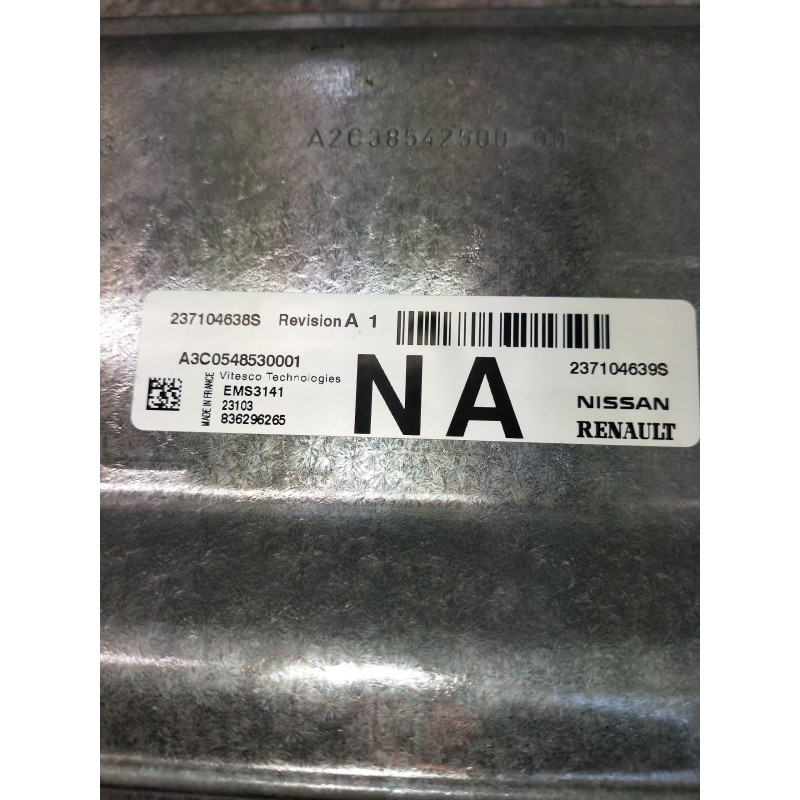 A2C38542500
237104638S Revision A 1
A3C0548530001
Vitesco Technologies
MADE IN FRANCE
EMS3141
23103
836296265
NA
237104639S
NISSAN
RENAULT